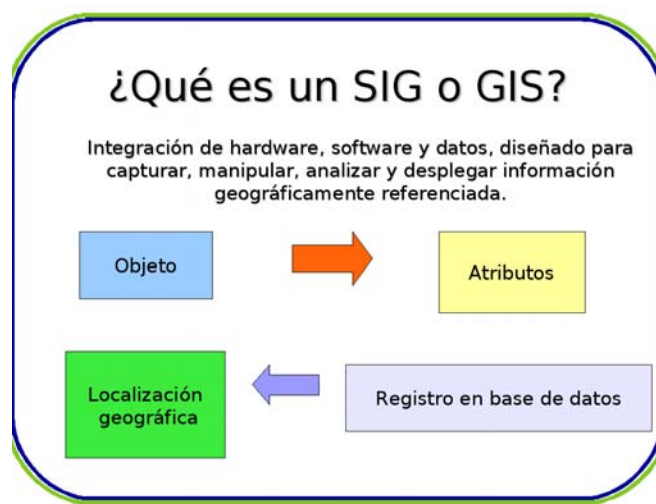 ¿Qué es un SIG o GIS?
Integración de hardware, software y datos, diseñado para
capturar, manipular, analizar y desplegar información
geográficamente referenciada.
Objeto
Atributos
Localización
geográfica
Registro en base de datos